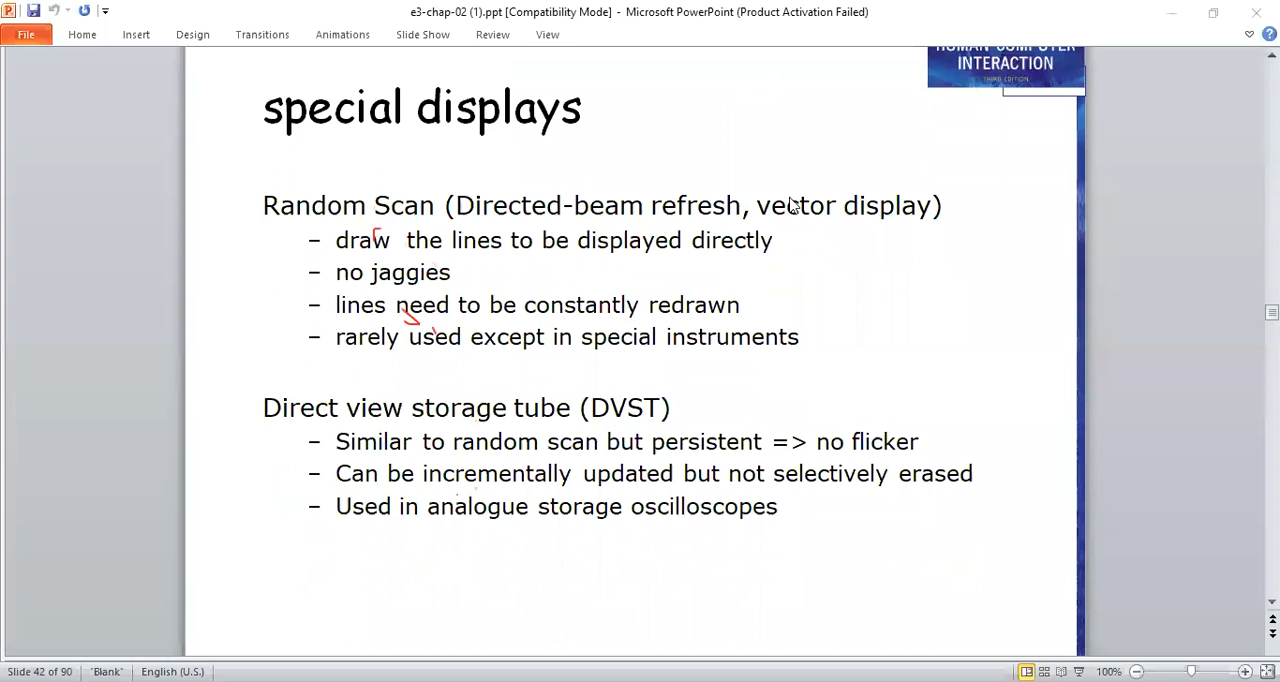 e3-chap-02 (1).ppt [Compatibility Mode] - Microsoft PowerPoint (Product Activation Failed)
File Home Insert Design Transitions Animations Slide Show Review View
HUMAN-COMPUTER
INTERACTION
THIRD EDITION
special displays
Random Scan (Directed-beam refresh, vector display)
– draw the lines to be displayed directly
– no jaggies
– lines need to be constantly redrawn
– rarely used except in special instruments
Direct view storage tube (DVST)
– Similar to random scan but persistent => no flicker
– Can be incrementally updated but not selectively erased
– Used in analogue storage oscilloscopes
Slide 42 of 90 "Blank" English (U.S.) 100%